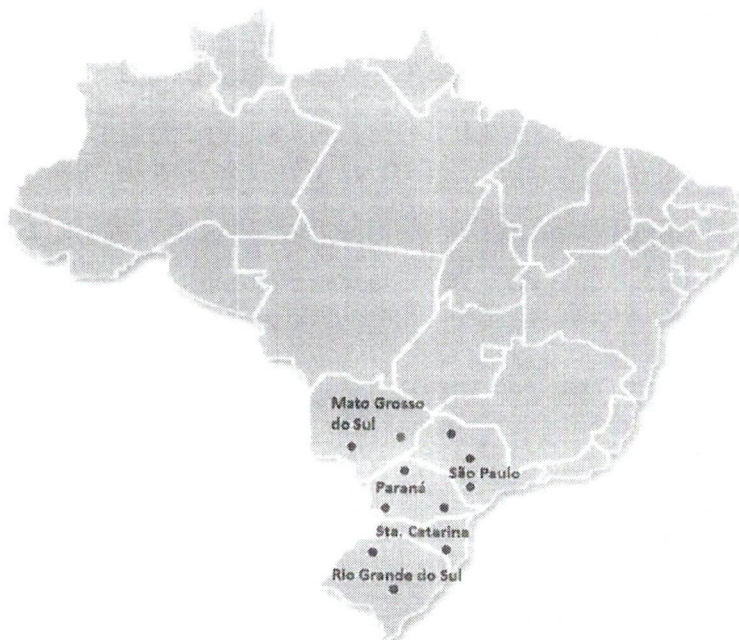 Mato Grosso
do Sul
São Paulo
Paraná
Sta. Catarina
Rio Grande do Sul